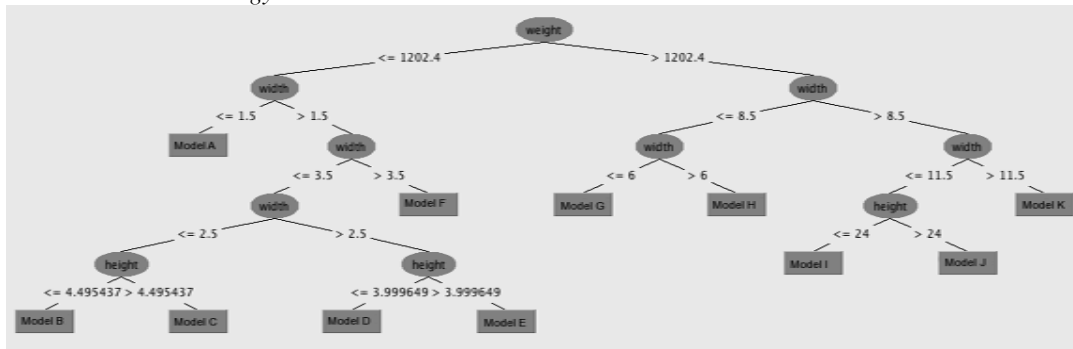 weight
<= 1202.4 > 1202.4
width width
<= 1.5 > 1.5 <= 8.5 > 8.5
Model A width width width
<= 3.5 > 3.5 <= 6 > 6 <= 11.5 > 11.5
width Model F Model G Model H height Model K
<= 2.5 > 2.5 <= 24 > 24
height height Model I Model J
<= 4.495437 > 4.495437 <= 3.999649 > 3.999649
Model B Model C Model D Model E